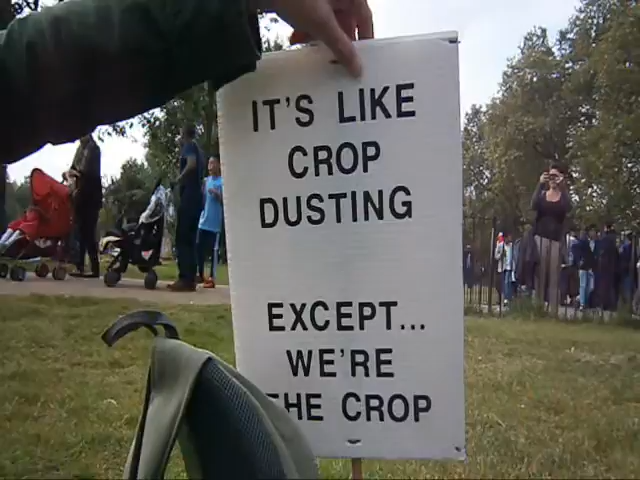 IT'S LIKE
CROP
DUSTING
EXCEPT...
WE'RE
THE CROP